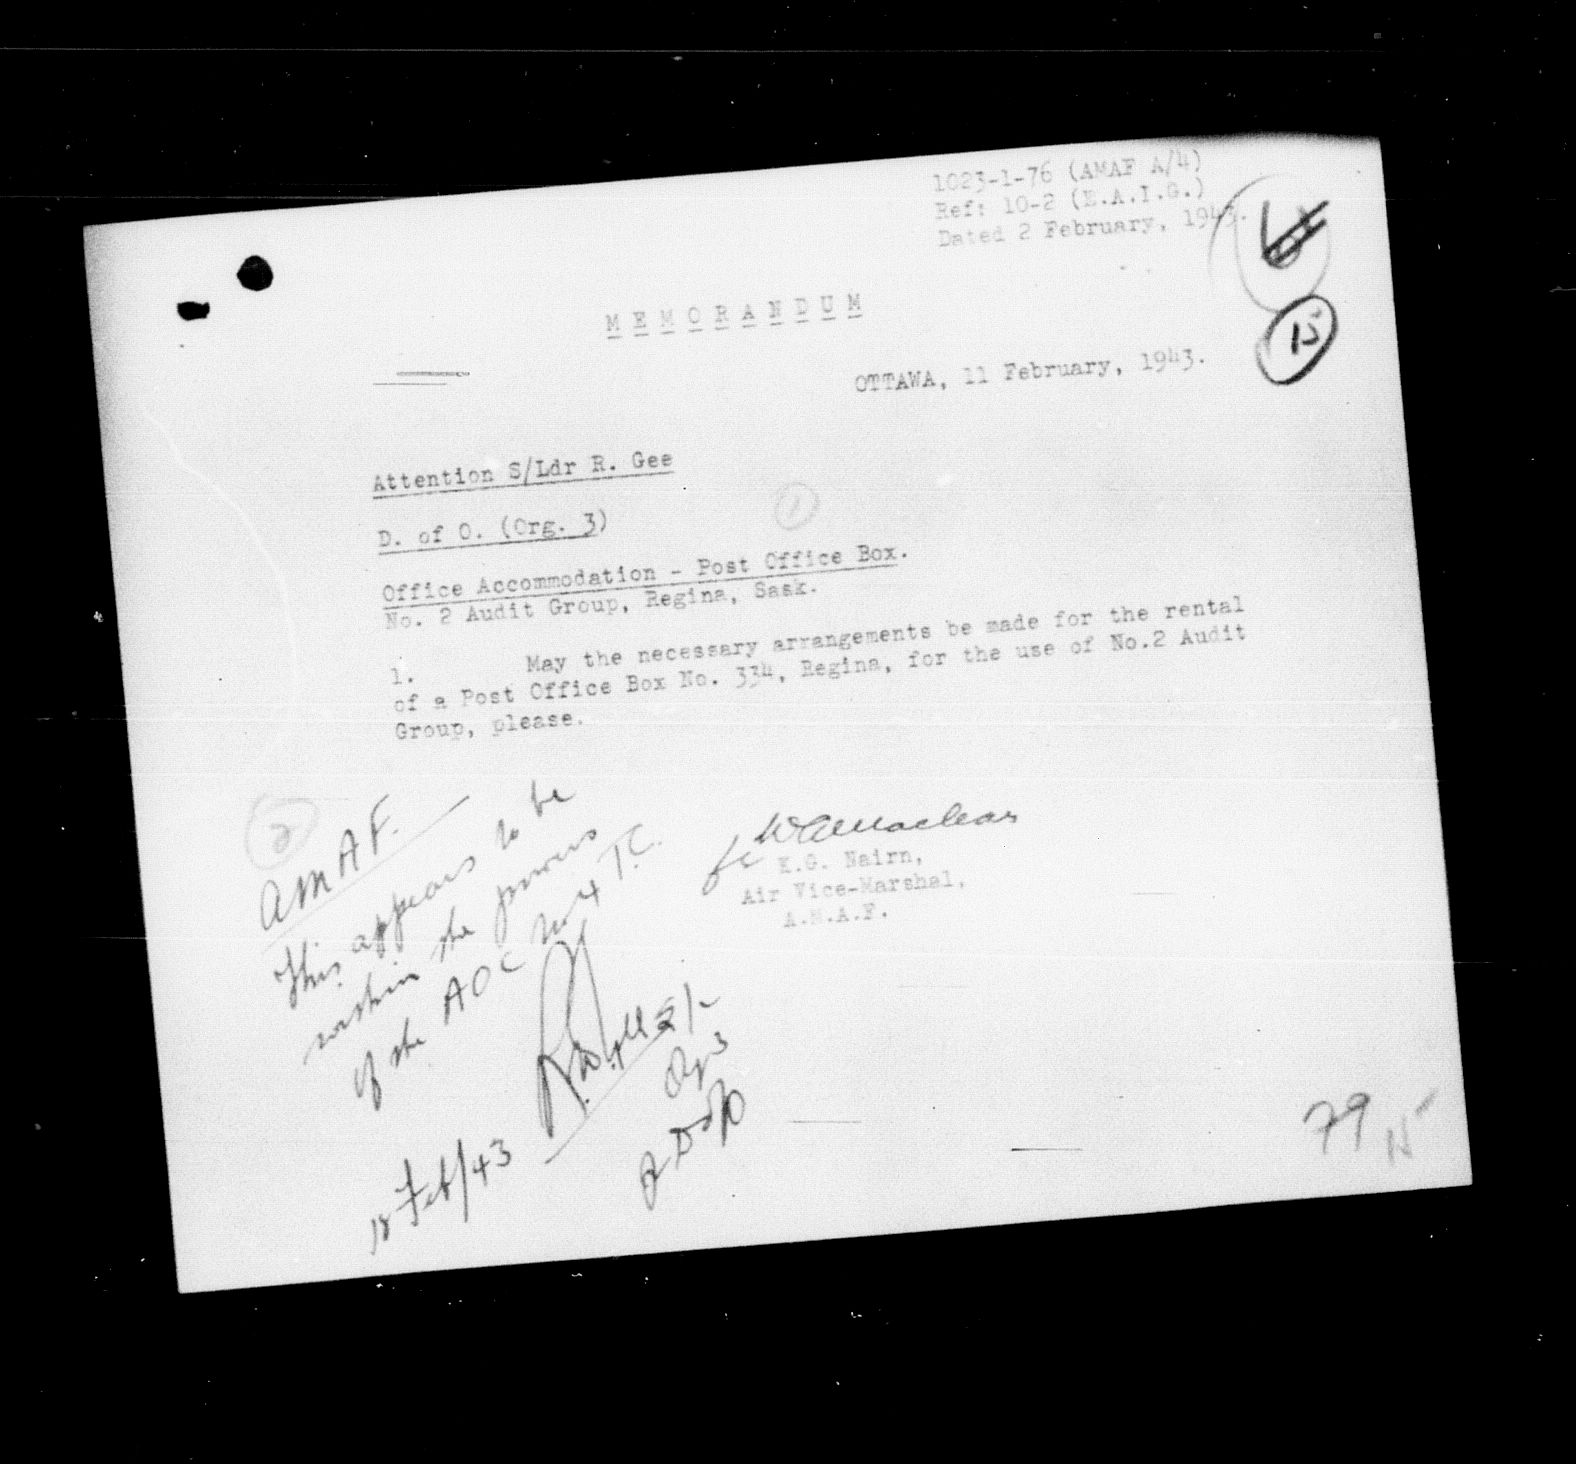 1023-1-76 (AMAF A/4)
Ref: 10-2 (E.A.I.G.)
Dated 2 February, 1943.
15
MEMORANDUM
OTTAWA, 11 February, 1943.
Attention S/Ldr R. Gee
1
D. of O. (Org. 3)
Office Accommodation - Post Office Box.
No. 2 Audit Group, Regina, Sask.
1. May the necessary arrangements be made for the rental
of a Post Office Box No. 334, Regina, for the use of No.2 Audit
Group, please.
2
AMAF.
This appears to be
within the powers
of the AOC No 4 T.C.
K.G. Nairn,
Air Vice-Marshal,
A.M.A.F.
Org 3
18 Feb/43
79